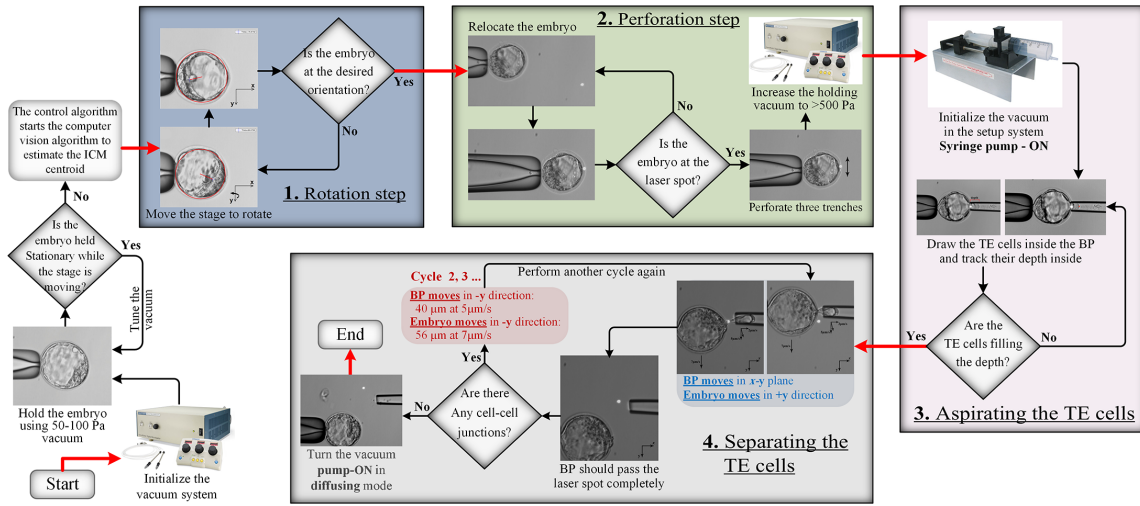 Start
Initialize the
vacuum system
Hold the embryo
using 50-100 Pa
vacuum
Tune the
vacuum
Is the
embryo held
Stationary while
the stage is
moving?
Yes
No
The control algorithm
starts the computer
vision algorithm to
estimate the ICM
centroid
Is the embryo
at the desired
orientation?
Yes
No
1. Rotation step
Move the stage to rotate
2. Perforation step
Relocate the embryo
Is the
embryo at the
laser spot?
No
Yes
Perforate three trenches
Increase the holding
vacuum to >500 Pa
Initialize the vacuum
in the setup system
Syringe pump - ON
Draw the TE cells inside the BP
and track their depth inside
Are the
TE cells filling
the depth?
Yes
No
3. Aspirating the TE cells
BP moves in x-y plane
Embryo moves in +y direction
4. Separating the
TE cells
BP should pass the
laser spot completely
Are there
Any cell-cell
junctions?
Yes
No
Cycle 2, 3 ...
BP moves in -y direction:
40 µm at 5µm/s
Embryo moves in -y direction:
56 µm at 7µm/s
Perform another cycle again
Turn the vacuum
pump-ON in
diffusing mode
End